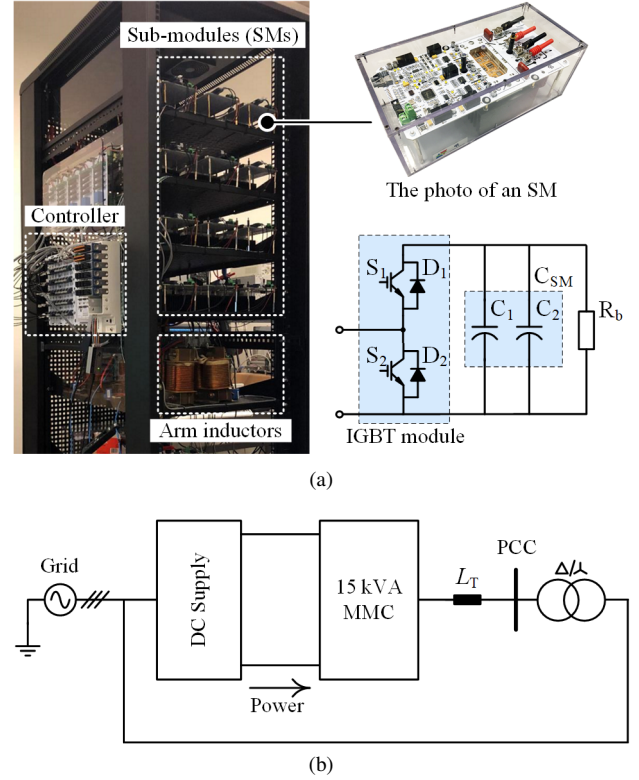 Sub-modules (SMs)
The photo of an SM
Controller
Arm inductors
S1
D1
S2
D2
CSM
C1
C2
Rb
IGBT module
(a)
Grid
DC Supply
15 kVA
MMC
LT
PCC
Δ/Y
Power
(b)